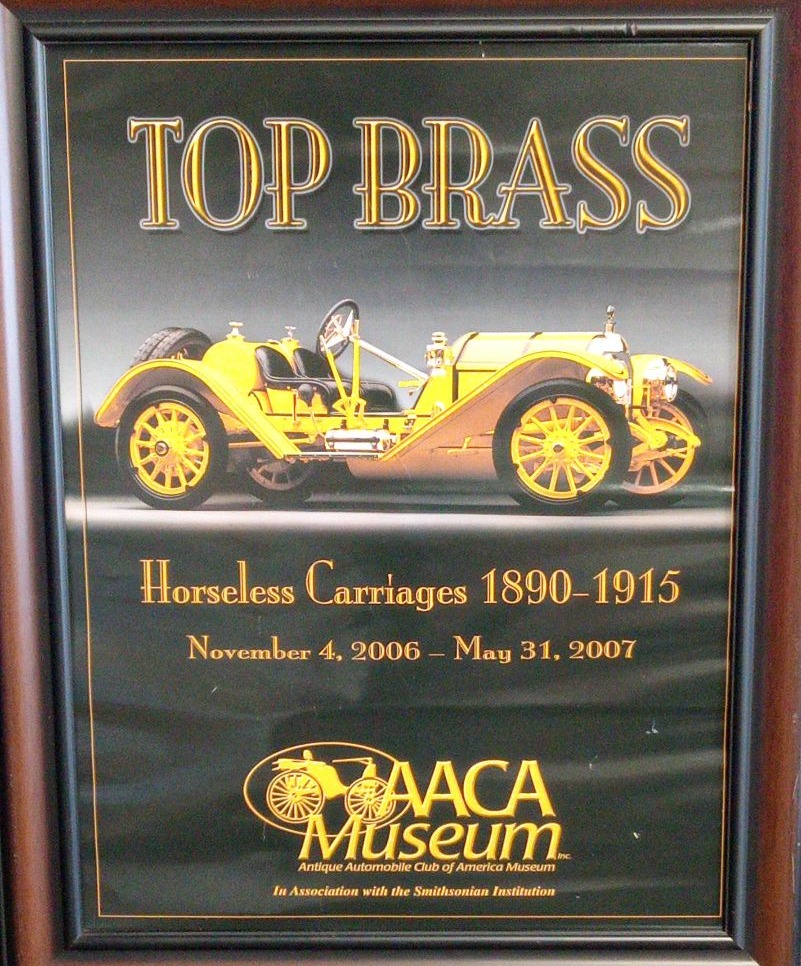 TOP BRASS
Horseless Carriages 1890-1915
November 4, 2006 – May 31, 2007
AACA
Museum Inc.
Antique Automobile Club of America Museum
In Association with the Smithsonian Institution